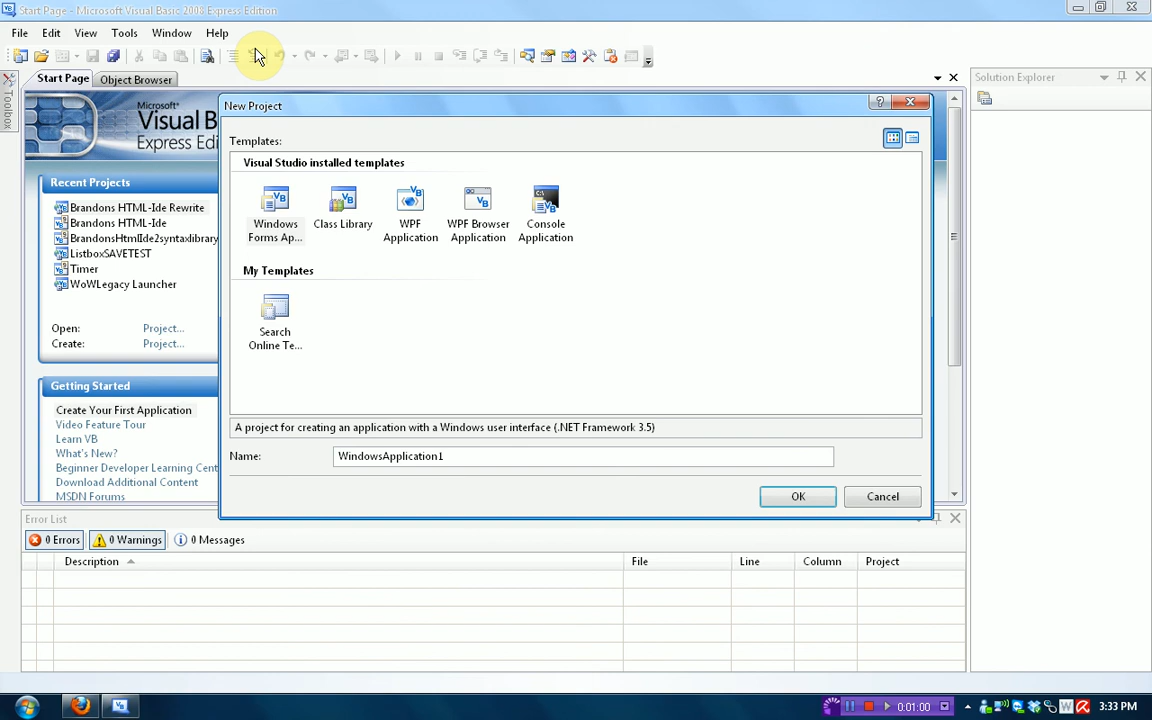 Start Page - Microsoft Visual Basic 2008 Express Edition
File Edit View Tools Window Help
Start Page Object Browser
Solution Explorer
Toolbox
Microsoft®
Visual Ba
Express Edi
New Project
Templates:
Visual Studio installed templates
Windows Forms Ap...
Class Library
WPF Application
WPF Browser Application
Console Application
My Templates
Search Online Te...
A project for creating an application with a Windows user interface (.NET Framework 3.5)
Name: WindowsApplication1
OK Cancel
Recent Projects
Brandons HTML-Ide Rewrite
Brandons HTML-Ide
BrandonsHtmlIde2syntaxlibrary
ListboxSAVETEST
Timer
WoWLegacy Launcher
Open: Project...
Create: Project...
Getting Started
Create Your First Application
Video Feature Tour
Learn VB
What's New?
Beginner Developer Learning Cent
Download Additional Content
MSDN Forums
Error List
0 Errors 0 Warnings 0 Messages
Description File Line Column Project
0:01:00 3:33 PM